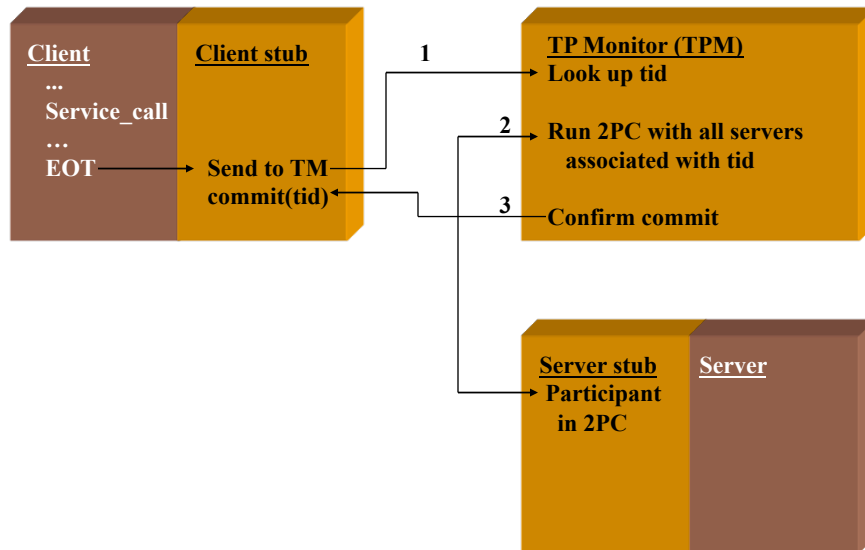 Client
...
Service_call
…
EOT
Client stub
Send to TM
commit(tid)
1
TP Monitor (TPM)
Look up tid
2
Run 2PC with all servers
associated with tid
3
Confirm commit
Server stub
Participant
in 2PC
Server